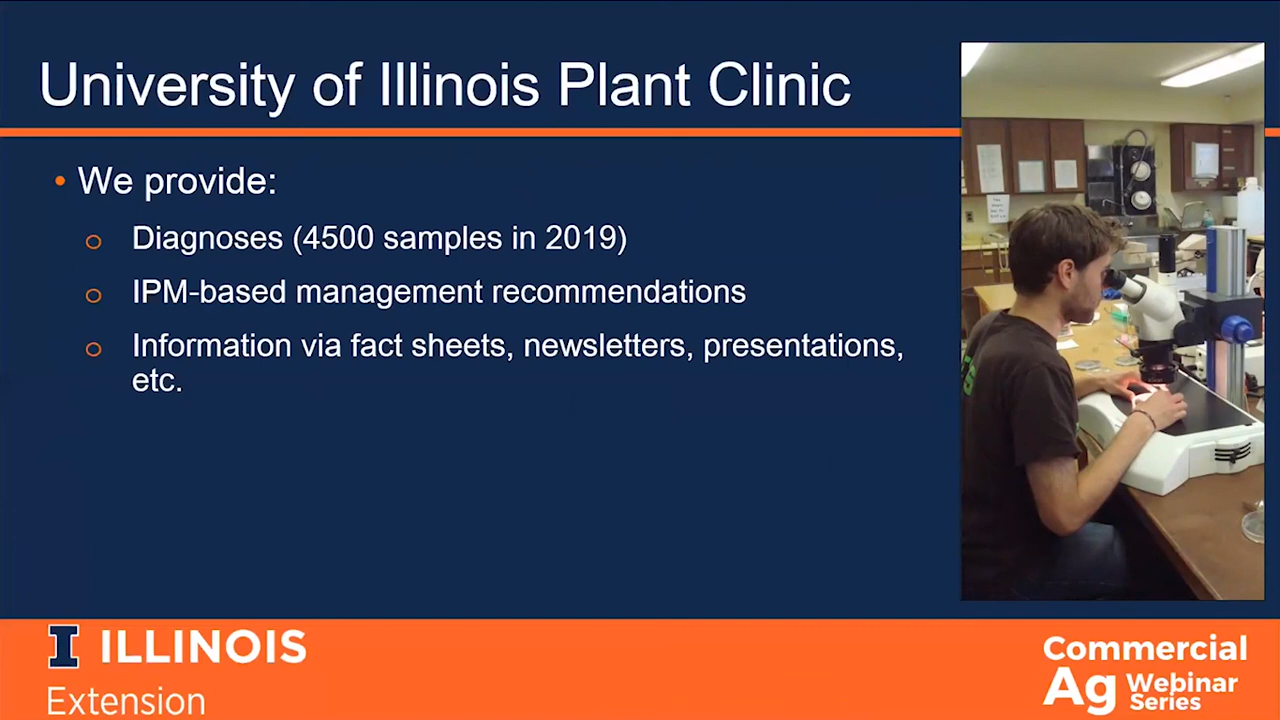 University of Illinois Plant Clinic
• We provide:
o Diagnoses (4500 samples in 2019)
o IPM-based management recommendations
o Information via fact sheets, newsletters, presentations,
etc.
I ILLINOIS
Extension
Commercial
Ag Webinar
Series